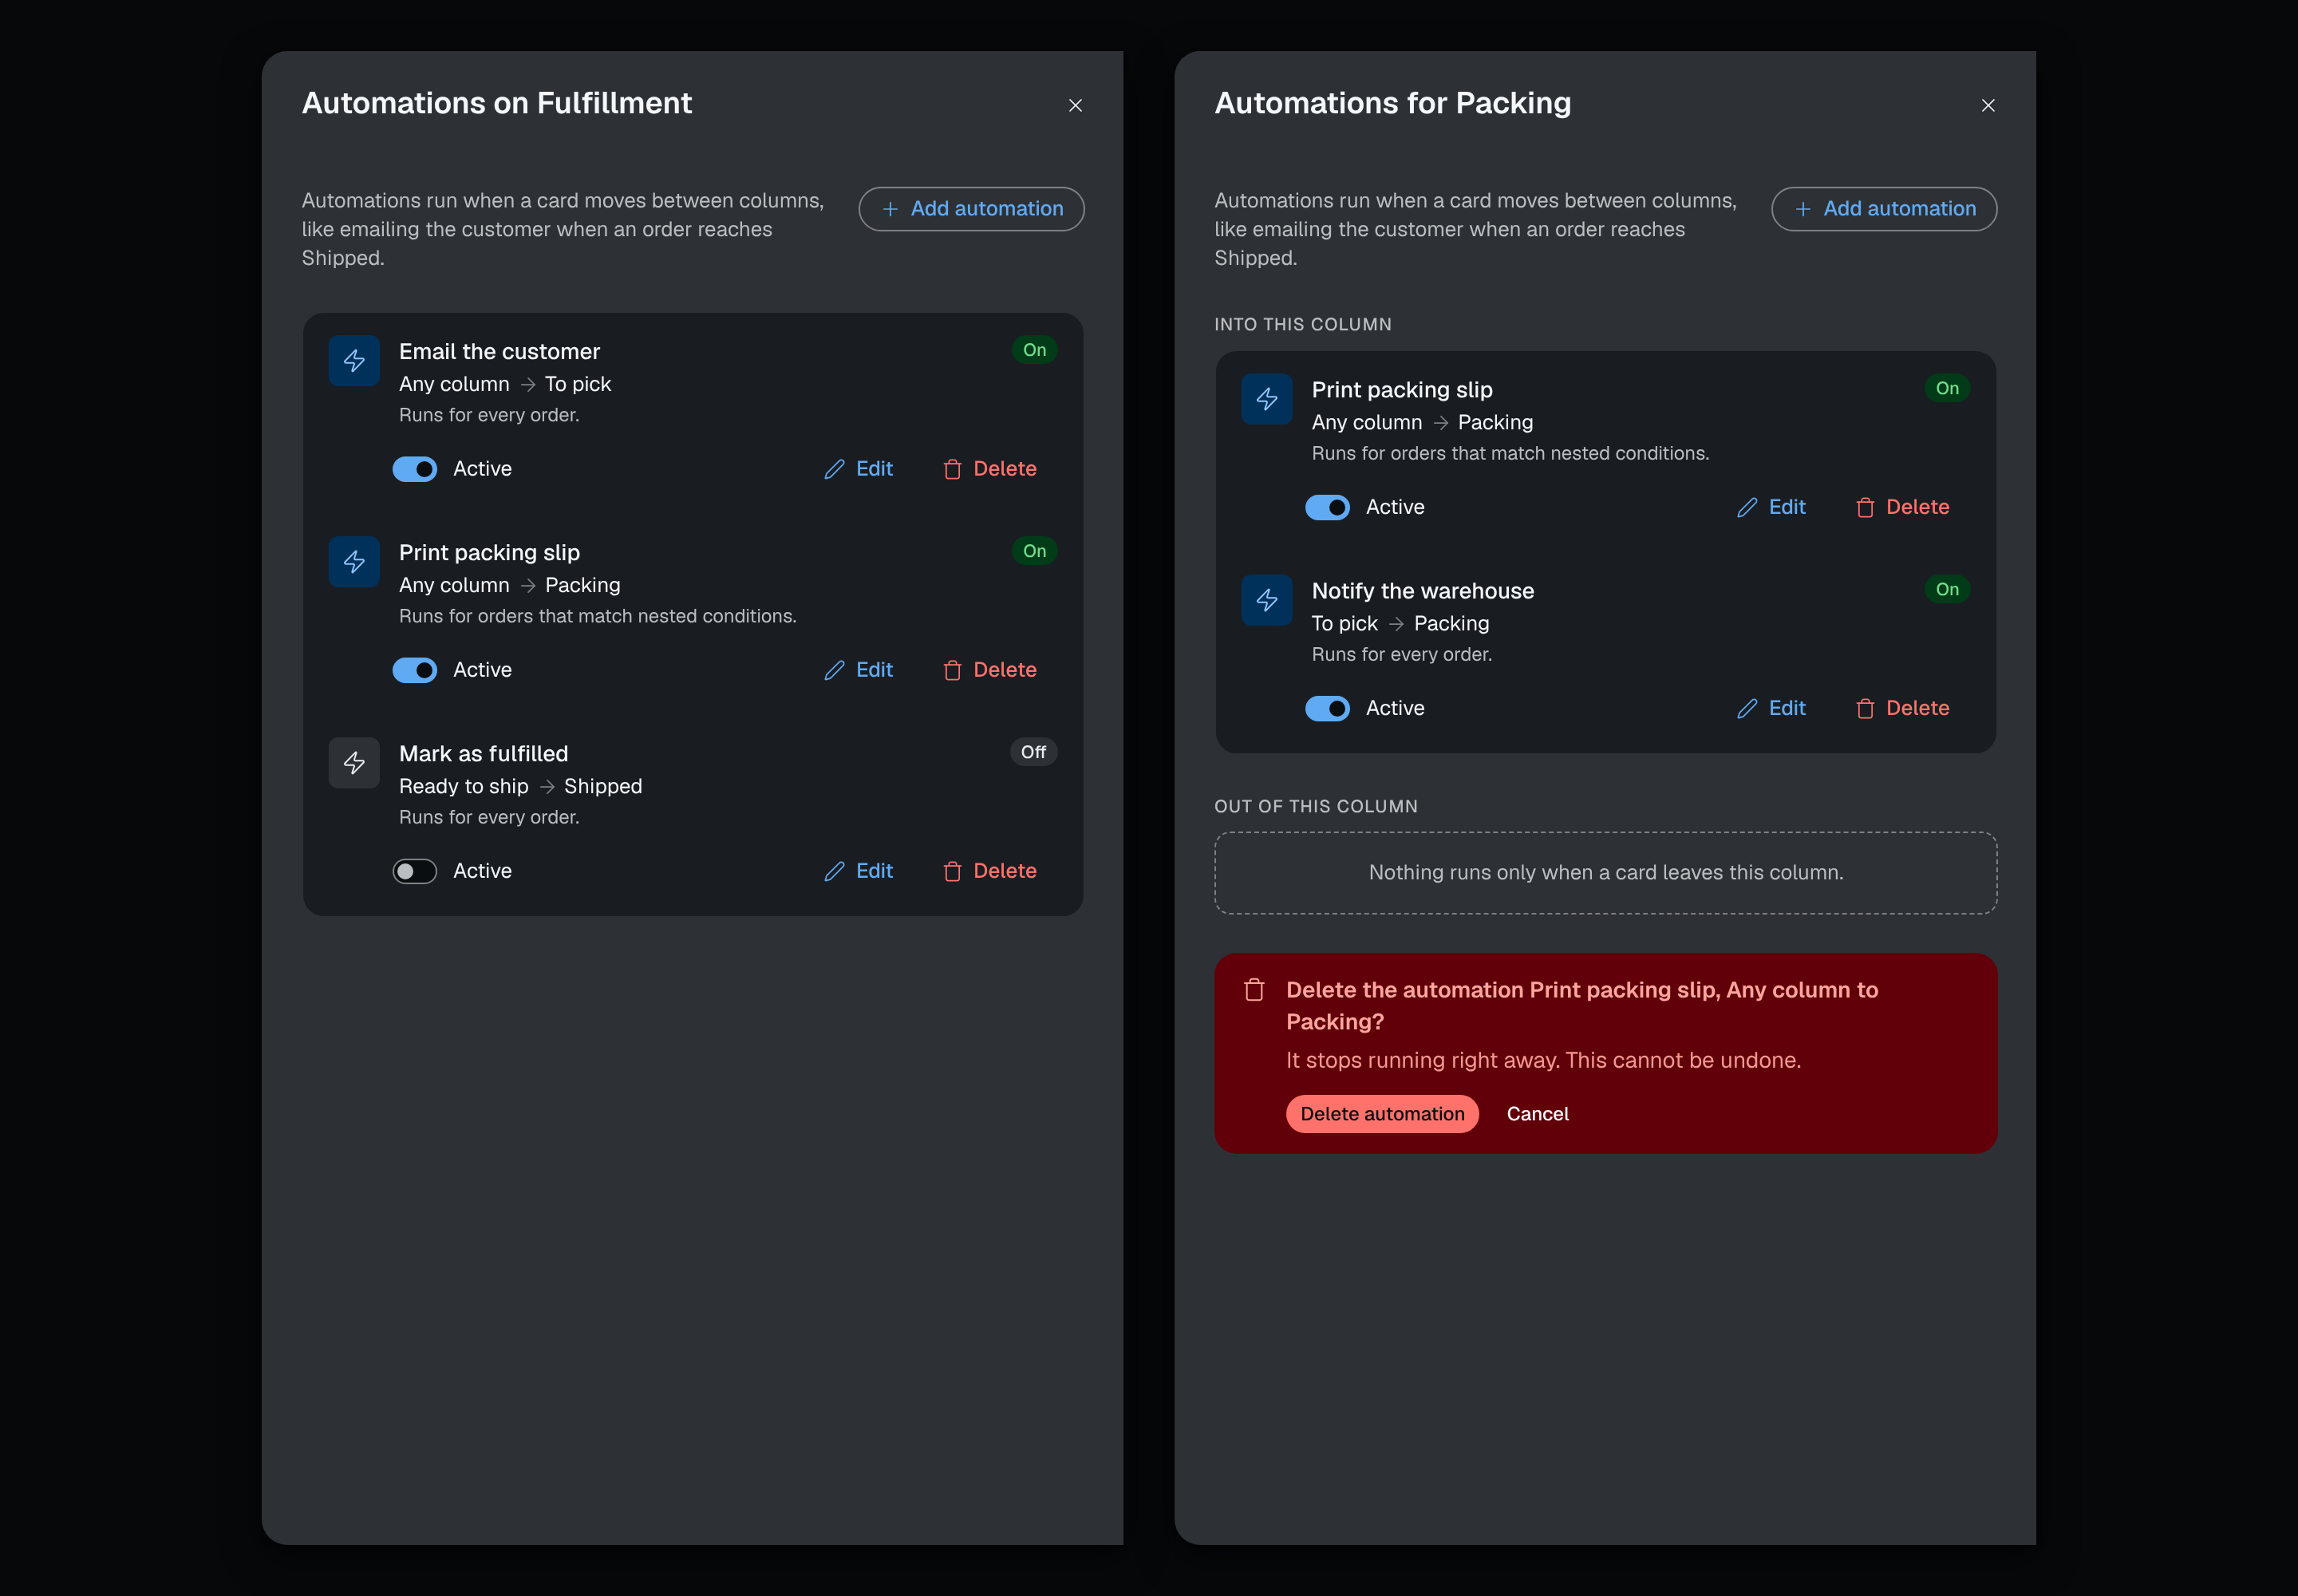 Automations on Fulfillment
Automations run when a card moves between columns,
like emailing the customer when an order reaches
Shipped.
Add automation
Email the customer
On
Any column → To pick
Runs for every order.
Active
Edit
Delete
Print packing slip
On
Any column → Packing
Runs for orders that match nested conditions.
Active
Edit
Delete
Mark as fulfilled
Off
Ready to ship → Shipped
Runs for every order.
Active
Edit
Delete
Automations for Packing
Automations run when a card moves between columns,
like emailing the customer when an order reaches
Shipped.
Add automation
INTO THIS COLUMN
Print packing slip
On
Any column → Packing
Runs for orders that match nested conditions.
Active
Edit
Delete
Notify the warehouse
On
To pick → Packing
Runs for every order.
Active
Edit
Delete
OUT OF THIS COLUMN
Nothing runs only when a card leaves this column.
Delete the automation Print packing slip, Any column to
Packing?
It stops running right away. This cannot be undone.
Delete automation
Cancel